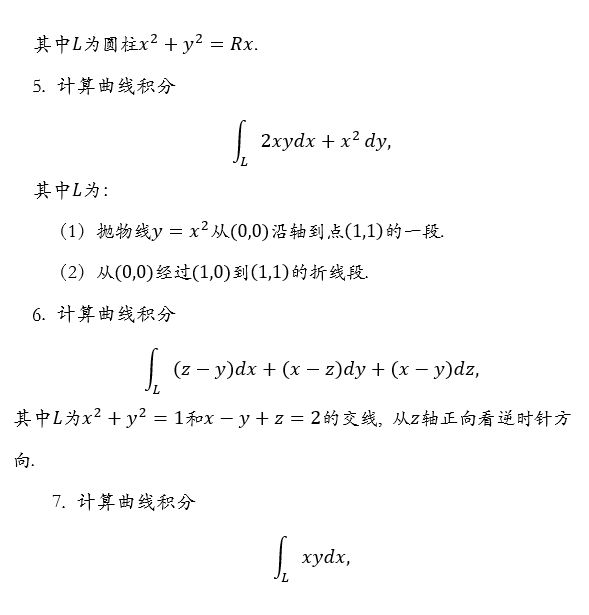 其中L为圆柱x² + y² = Rx.
5. 计算曲线积分
∫_L 2xydx + x² dy,
其中L为:
（1）抛物线y = x²从(0,0)沿轴到点(1,1)的一段.
（2）从(0,0)经过(1,0)到(1,1)的折线段.
6. 计算曲线积分
∫_L (z − y)dx + (x − z)dy + (x − y)dz,
其中L为x² + y² = 1和x − y + z = 2的交线, 从z轴正向看逆时针方
向.
7. 计算曲线积分
∫_L xydx,